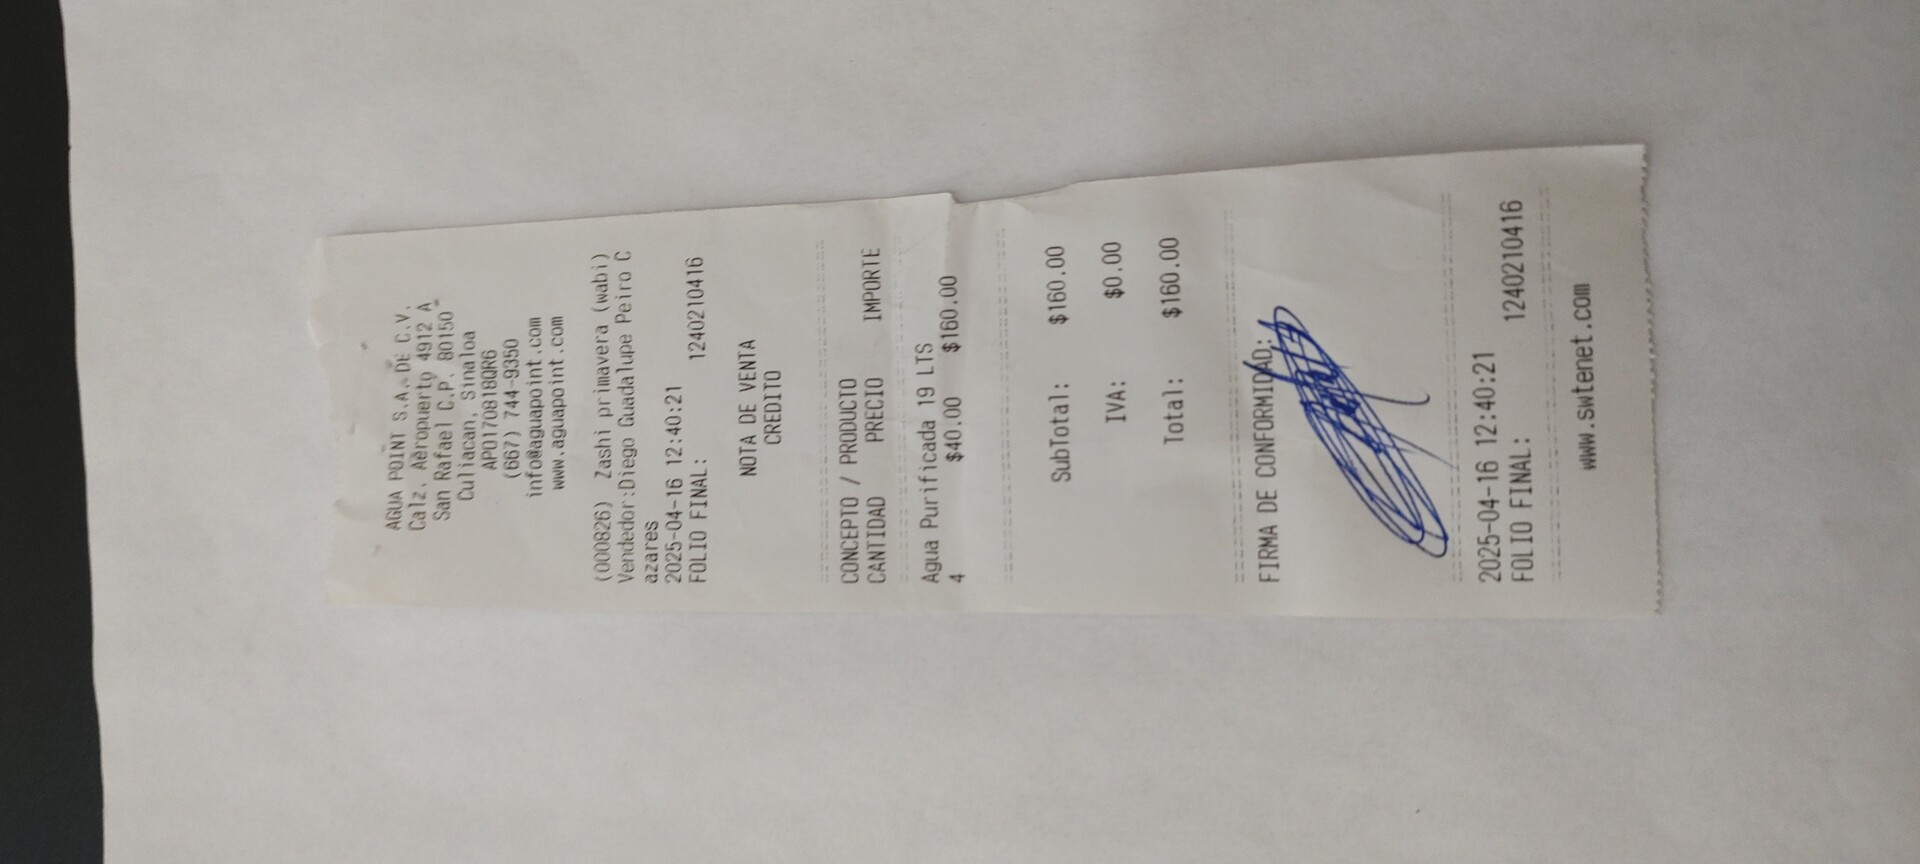 AGUA POINT S.A. DE C.V.
Calz. Aeropuerto 4912 A
San Rafael C.P. 80150
Culiacan, Sinaloa
APO170818QR6
(667) 744-9350
info@aguapoint.com
www.aguapoint.com
(000826) Zashi primavera (wabi)
Vendedor:Diego Guadalupe Peiro C
azares
2025-04-16 12:40:21
FOLIO FINAL: 1240210416
NOTA DE VENTA
CREDITO
CONCEPTO / PRODUCTO
CANTIDAD PRECIO IMPORTE
Agua Purificada 19 LTS
4 $40.00 $160.00
SubTotal: $160.00
IVA: $0.00
Total: $160.00
FIRMA DE CONFORMIDAD:
2025-04-16 12:40:21
FOLIO FINAL: 1240210416
www.swtenet.com